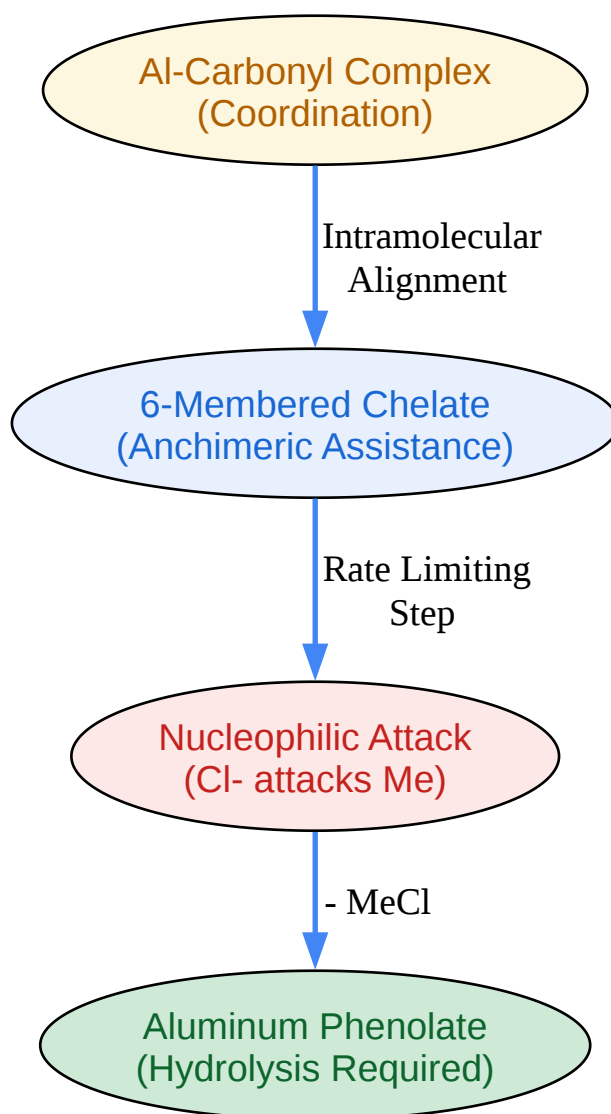 Al-Carbonyl Complex
(Coordination)
Intramolecular
Alignment
6-Membered Chelate
(Anchimeric Assistance)
Rate Limiting
Step
Nucleophilic Attack
(Cl- attacks Me)
- MeCl
Aluminum Phenolate
(Hydrolysis Required)